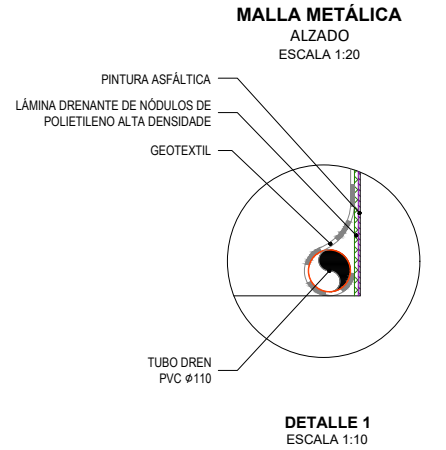 MALLA METÁLICA
ALZADO
ESCALA 1:20
PINTURA ASFÁLTICA
LÁMINA DRENANTE DE NÓDULOS DE
POLIETILENO ALTA DENSIDADE
GEOTEXTIL
TUBO DREN
PVC ⌀110
DETALLE 1
ESCALA 1:10